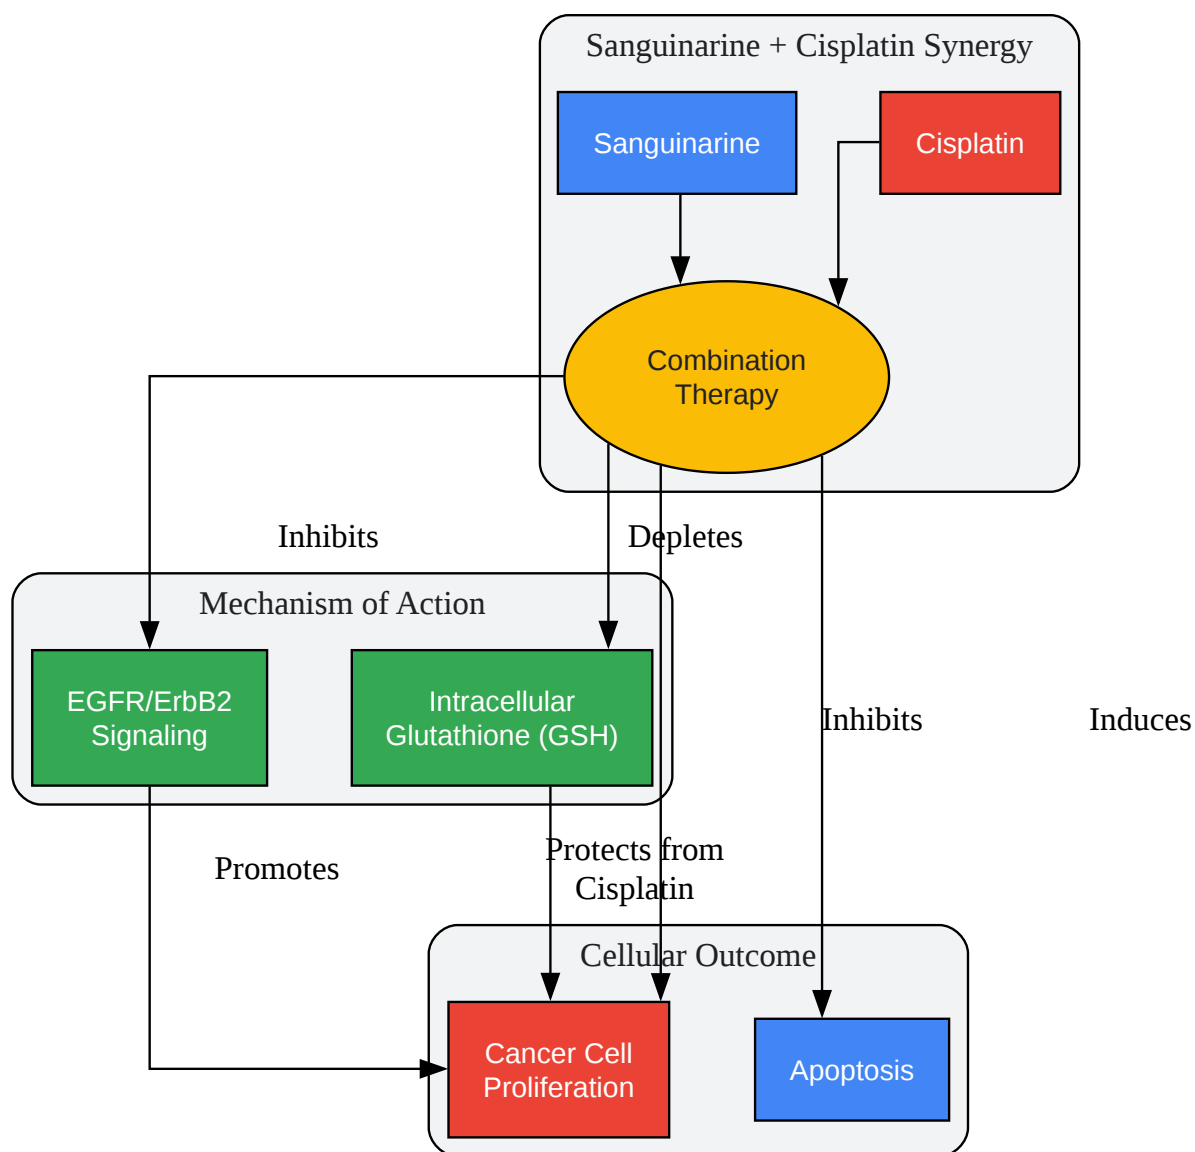 Sanguinarine + Cisplatin Synergy
Sanguinarine
Cisplatin
Combination
Therapy
Inhibits
Depletes
Mechanism of Action
EGFR/ErbB2
Signaling
Intracellular
Glutathione (GSH)
Inhibits
Induces
Promotes
Protects from
Cisplatin
Cellular Outcome
Cancer Cell
Proliferation
Apoptosis